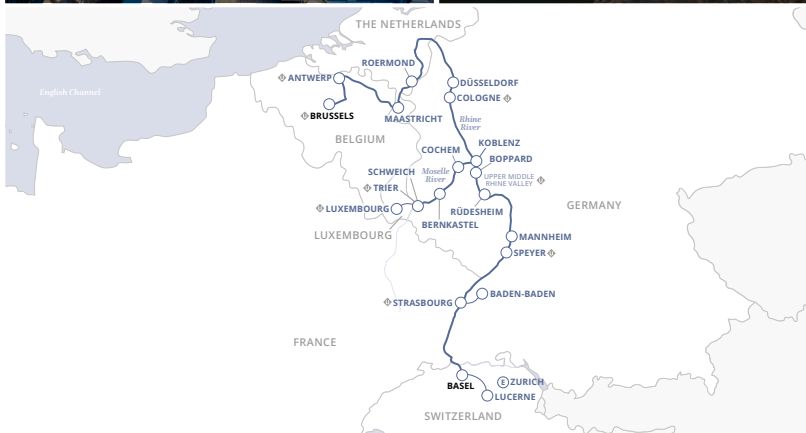 THE NETHERLANDS
ROERMOND
ANTWERP
DÜSSELDORF
English Channel
COLOGNE
BRUSSELS
MAASTRICHT
Rhine
River
BELGIUM
KOBLENZ
COCHEM
BOPPARD
SCHWEICH
Moselle
River
UPPER MIDDLE
RHINE VALLEY
TRIER
LUXEMBOURG
RÜDESHEIM
GERMANY
BERNKASTEL
LUXEMBOURG
MANNHEIM
SPEYER
BADEN-BADEN
STRASBOURG
FRANCE
BASEL
E ZURICH
LUCERNE
SWITZERLAND